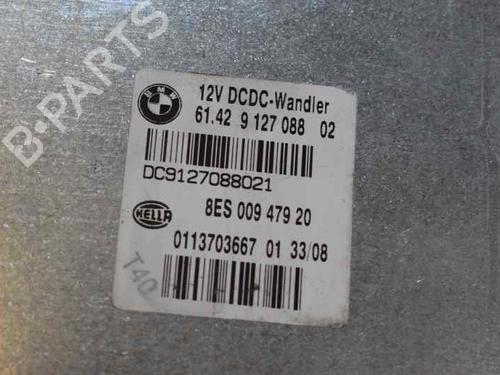 B-PARTS
BMW
12V DCDC-Wandler
61.42 9 127 088 02
DC9127088021
HELLA
8ES 009 479 20
0113703667 01 33/08
T40